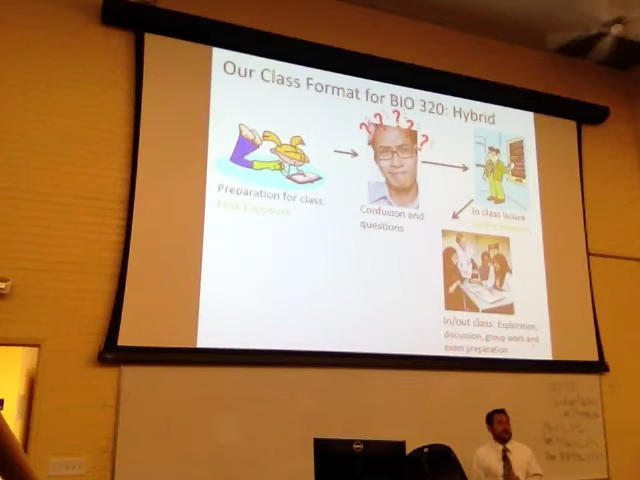 Our Class Format for BIO 320: Hybrid
Preparation for class:
First Exposure
Confusion and
questions
In class lecture
In/out class: Exploration,
discussion, group work and
exam preparation
DELL